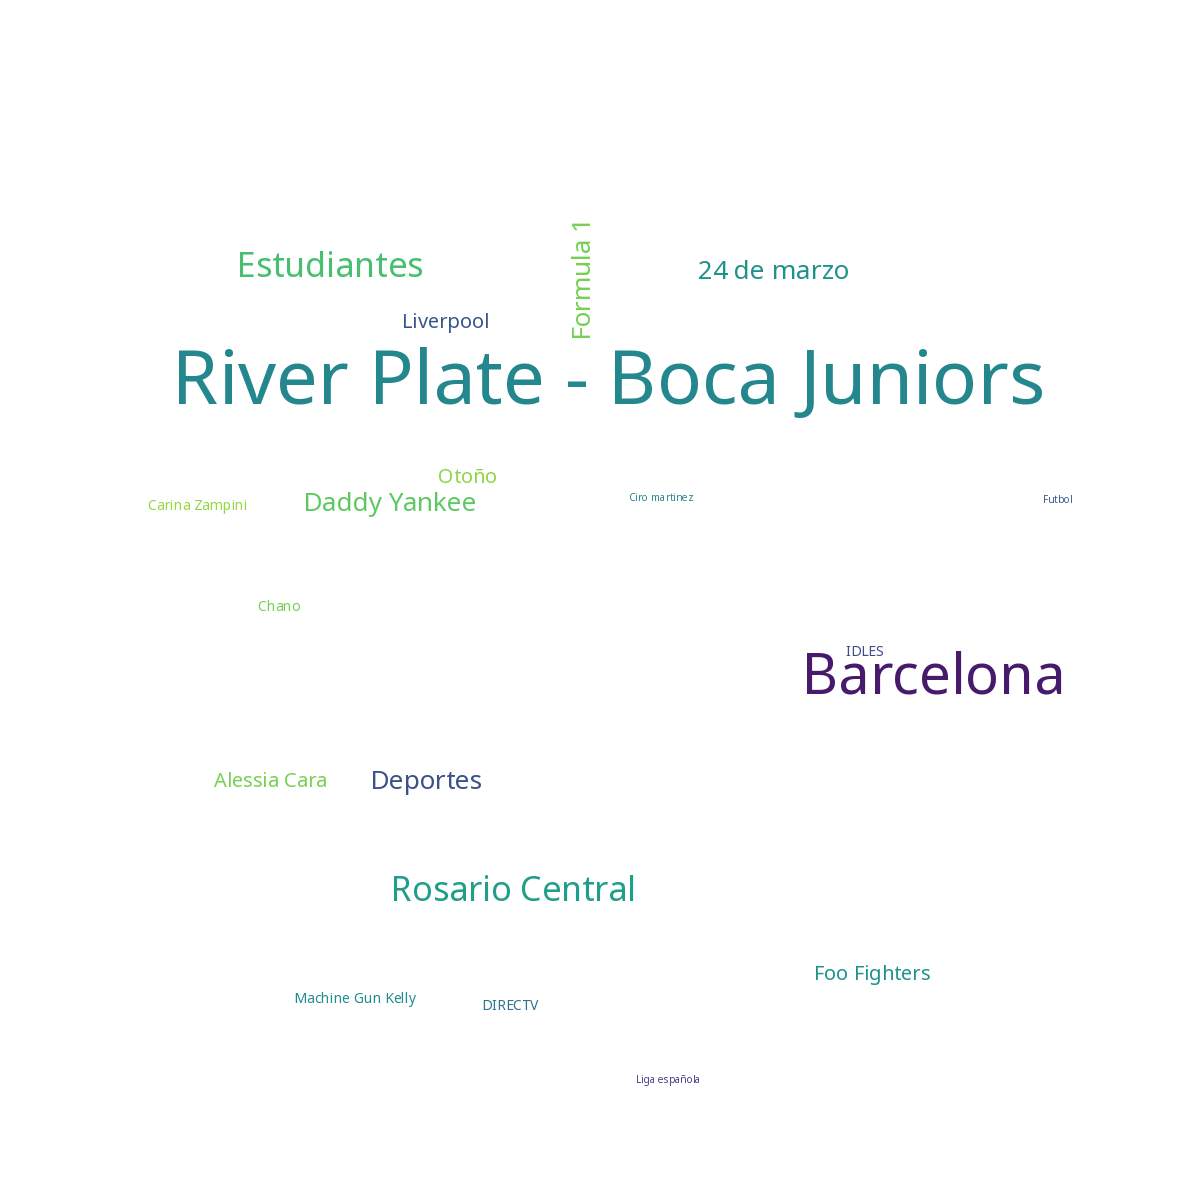 Formula 1
Estudiantes
24 de marzo
Liverpool
River Plate - Boca Juniors
Otoño
Carina Zampini
Daddy Yankee
Ciro martinez
Futbol
Chano
IDLES
Barcelona
Alessia Cara
Deportes
Rosario Central
Foo Fighters
Machine Gun Kelly
DIRECTV
Liga española